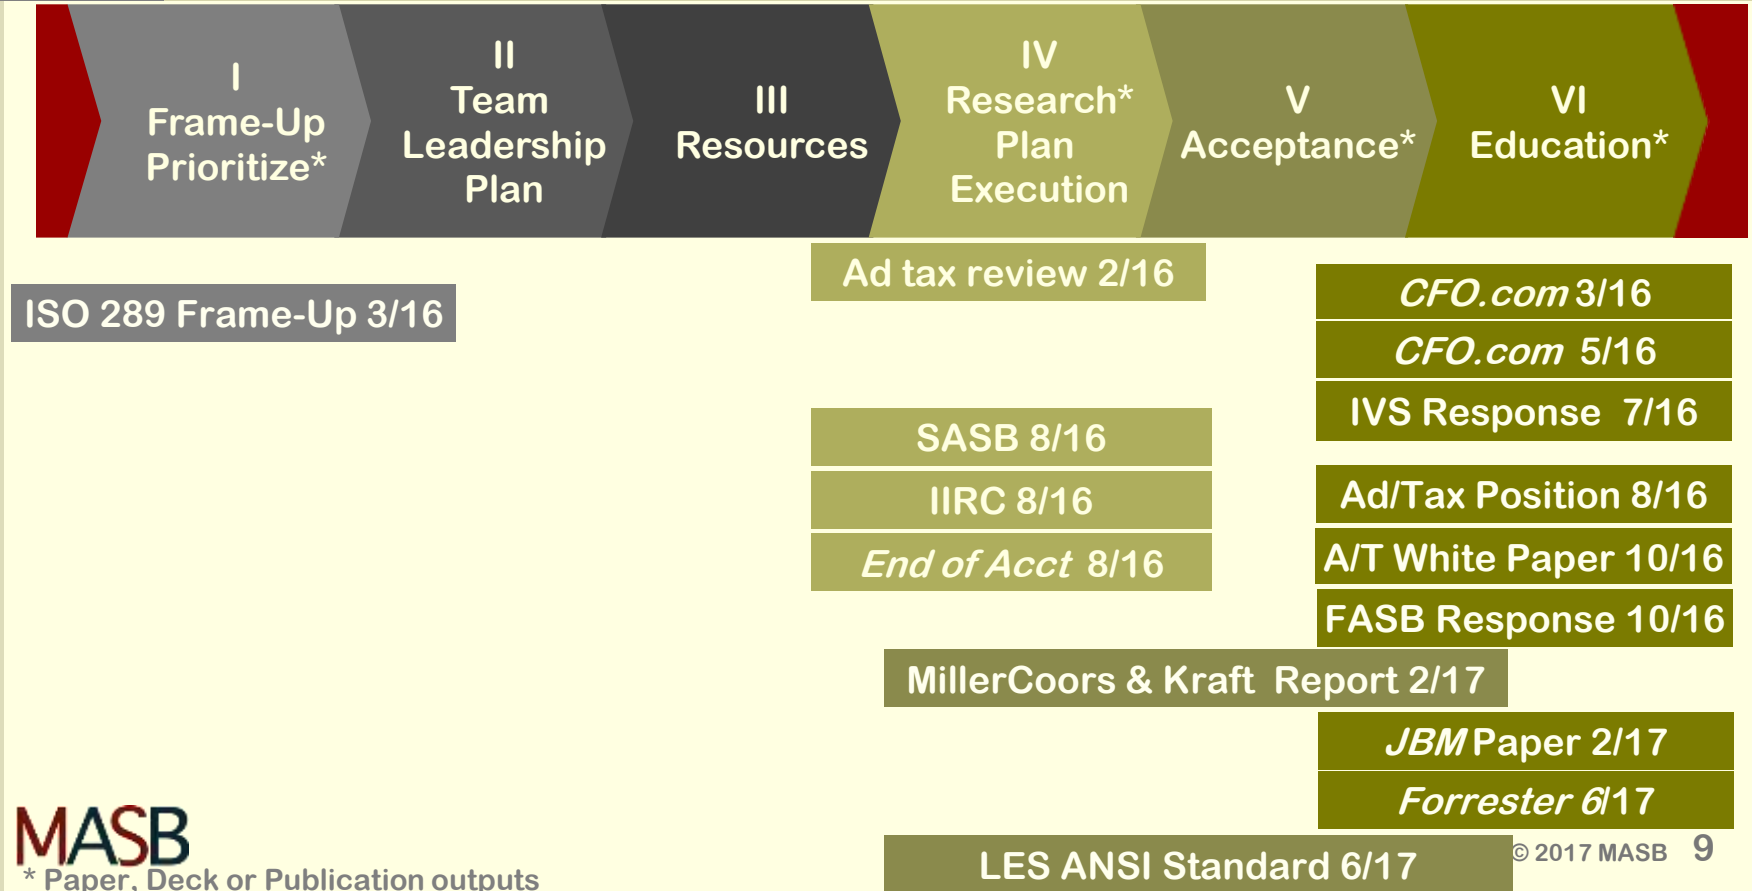 I
Frame-Up
Prioritize*
II
Team
Leadership
Plan
III
Resources
IV
Research*
Plan
Execution
V
Acceptance*
VI
Education*
Ad tax review 2/16
ISO 289 Frame-Up 3/16
CFO.com 3/16
CFO.com 5/16
IVS Response 7/16
SASB 8/16
IIRC 8/16
End of Acct 8/16
Ad/Tax Position 8/16
A/T White Paper 10/16
FASB Response 10/16
MillerCoors & Kraft Report 2/17
JBM Paper 2/17
Forrester 6/17
LES ANSI Standard 6/17
MASB
* Paper, Deck or Publication outputs
© 2017 MASB 9